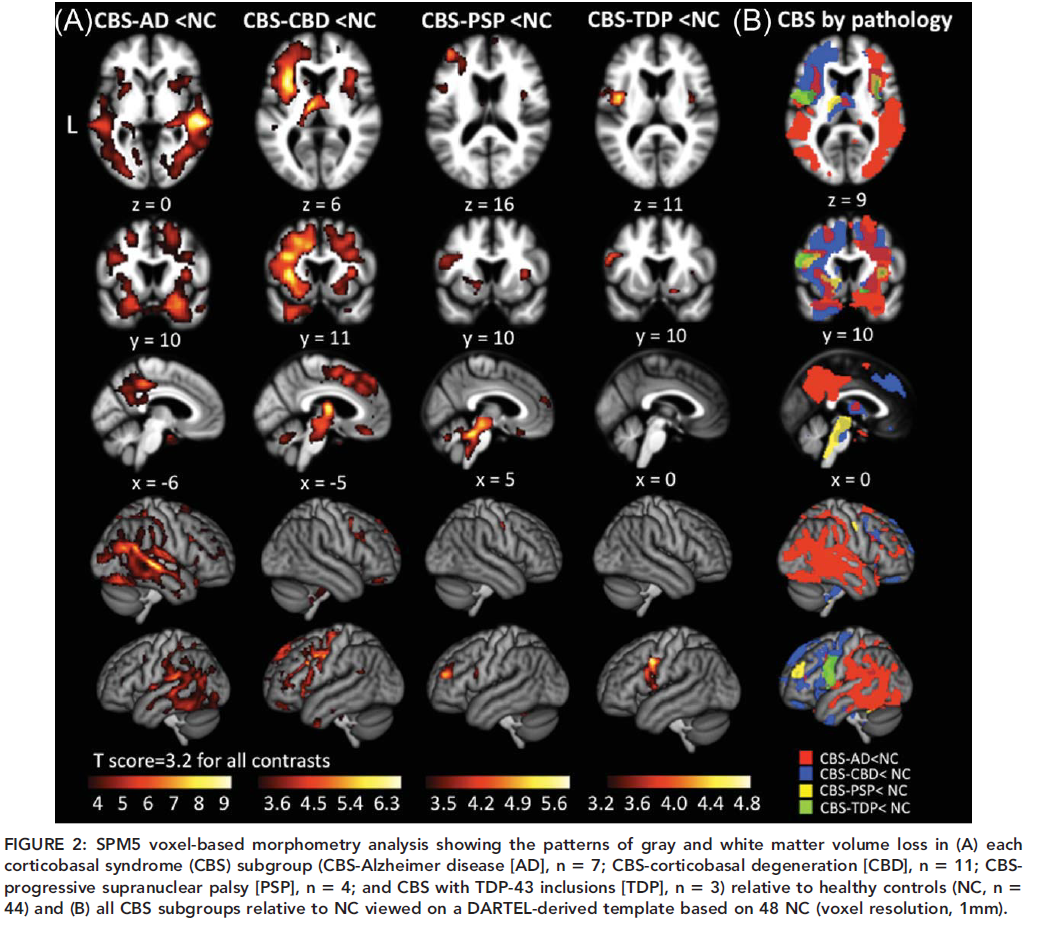 (A) CBS-AD <NC CBS-CBD <NC CBS-PSP <NC CBS-TDP <NC (B) CBS by pathology
L
z = 0 z = 6 z = 16 z = 11 z = 9
y = 10 y = 11 y = 10 y = 10 y = 10
x = -6 x = -5 x = 5 x = 0 x = 0
T score=3.2 for all contrasts
4 5 6 7 8 9 3.6 4.5 5.4 6.3 3.5 4.2 4.9 5.6 3.2 3.6 4.0 4.4 4.8
CBS-AD<NC
CBS-CBD< NC
CBS-PSP< NC
CBS-TDP< NC
FIGURE 2: SPM5 voxel-based morphometry analysis showing the patterns of gray and white matter volume loss in (A) each
corticobasal syndrome (CBS) subgroup (CBS-Alzheimer disease [AD], n = 7; CBS-corticobasal degeneration [CBD], n = 11; CBS-
progressive supranuclear palsy [PSP], n = 4; and CBS with TDP-43 inclusions [TDP], n = 3) relative to healthy controls (NC, n =
44) and (B) all CBS subgroups relative to NC viewed on a DARTEL-derived template based on 48 NC (voxel resolution, 1mm).